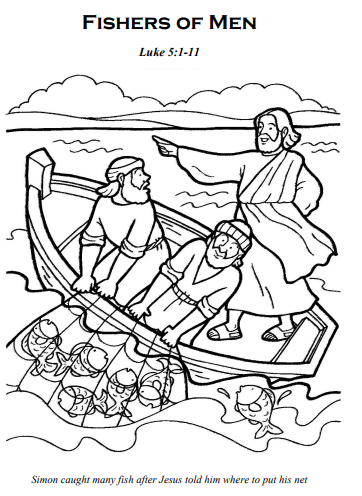 FISHERS OF MEN
Luke 5:1-11
Simon caught many fish after Jesus told him where to put his net